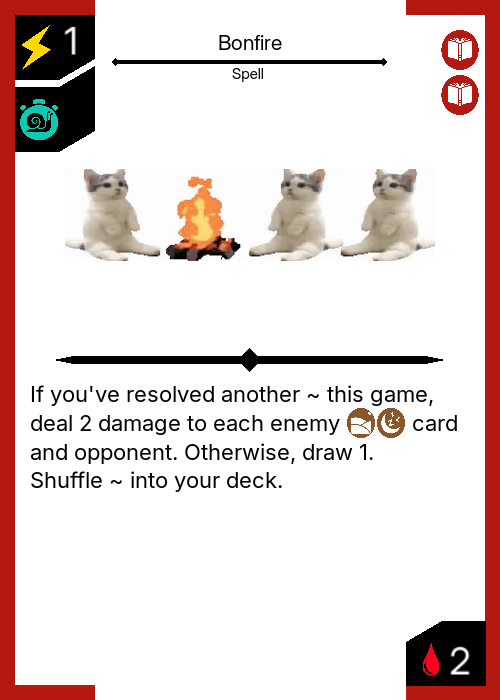 1
Bonfire
Spell
If you've resolved another ~ this game,
deal 2 damage to each enemy card
and opponent. Otherwise, draw 1.
Shuffle ~ into your deck.
2